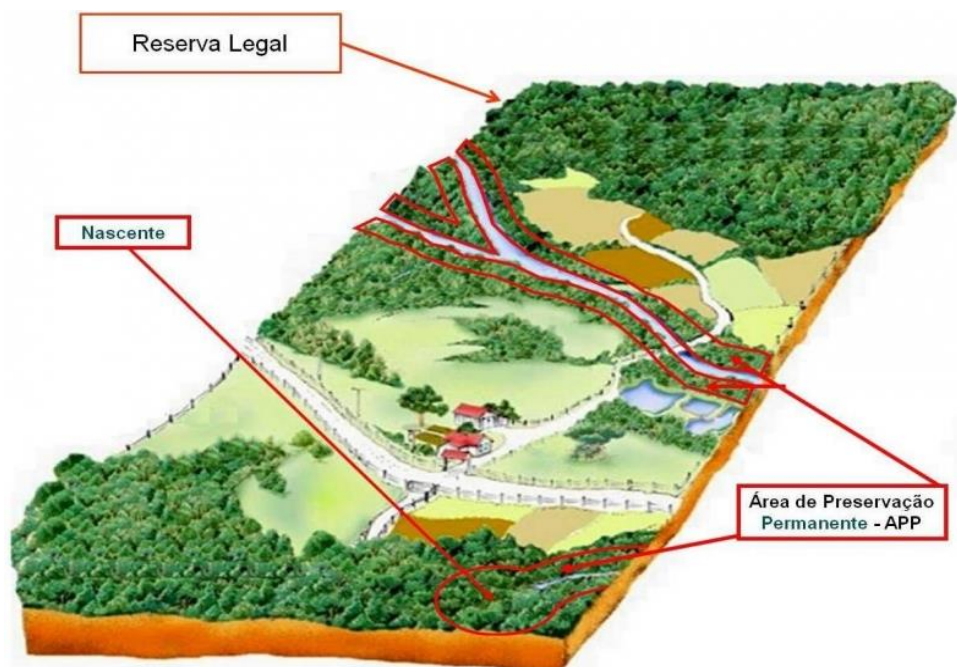 Reserva Legal
Nascente
Área de Preservação
Permanente - APP